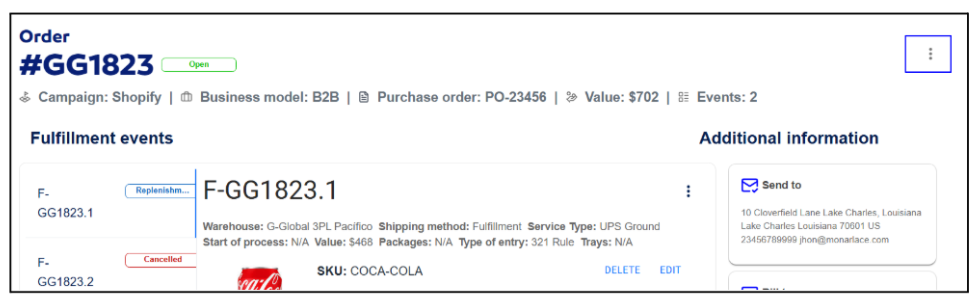 Order
#GG1823 Open
Campaign: Shopify | Business model: B2B | Purchase order: PO-23456 | Value: $702 | Events: 2
Fulfillment events
Additional information
F-
GG1823.1
Replenishm...
F-
GG1823.2
Cancelled
F-GG1823.1
Warehouse: G-Global 3PL Pacífico Shipping method: Fulfillment Service Type: UPS Ground
Start of process: N/A Value: $468 Packages: N/A Type of entry: 321 Rule Trays: N/A
SKU: COCA-COLA
DELETE EDIT
Send to
10 Cloverfield Lane Lake Charles, Louisiana
Lake Charles Louisiana 70601 US
23456789999 jhon@monarlace.com